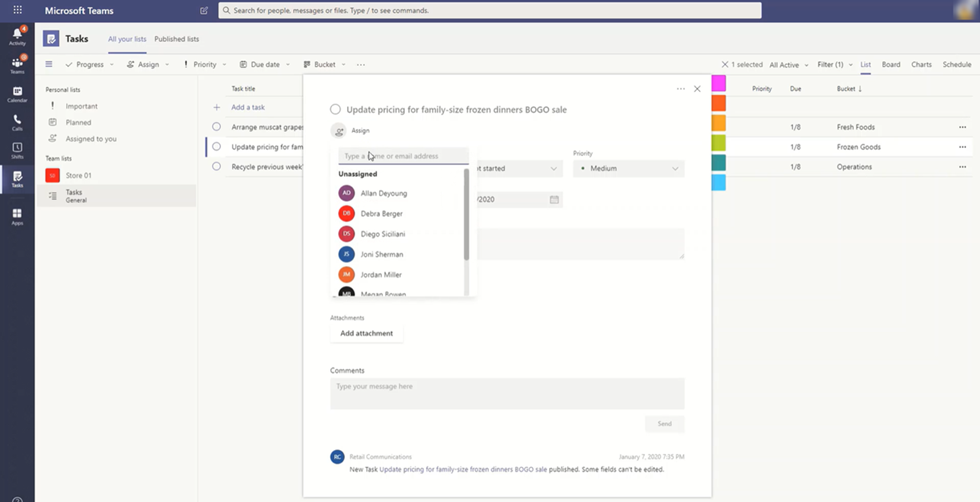 Microsoft Teams
Search for people, messages or files. Type / to see commands.
Activity
Teams
Calendar
Calls
Shifts
Tasks
Apps
Tasks
All your lists
Published lists
Progress
Assign
Priority
Due date
Bucket
1 selected
All Active
Filter (1)
List
Board
Charts
Schedule
Personal lists
Important
Planned
Assigned to you
Team lists
Store 01
Tasks
General
Task title
Priority
Due
Bucket
Add a task
Arrange muscat grapes
1/8
Fresh Foods
Update pricing for fam
1/8
Frozen Goods
Recycle previous week'
1/8
Operations
Update pricing for family-size frozen dinners BOGO sale
Assign
Type a name or email address
Unassigned
AD Allan Deyoung
DB Debra Berger
DS Diego Siciliani
JS Joni Sherman
JM Jordan Miller
Megan Bowen
started
Priority
Medium
/2020
Attachments
Add attachment
Comments
Type your message here
Send
RC Retail Communications
January 7, 2020 7:35 PM
New Task Update pricing for family-size frozen dinners BOGO sale published. Some fields can't be edited.